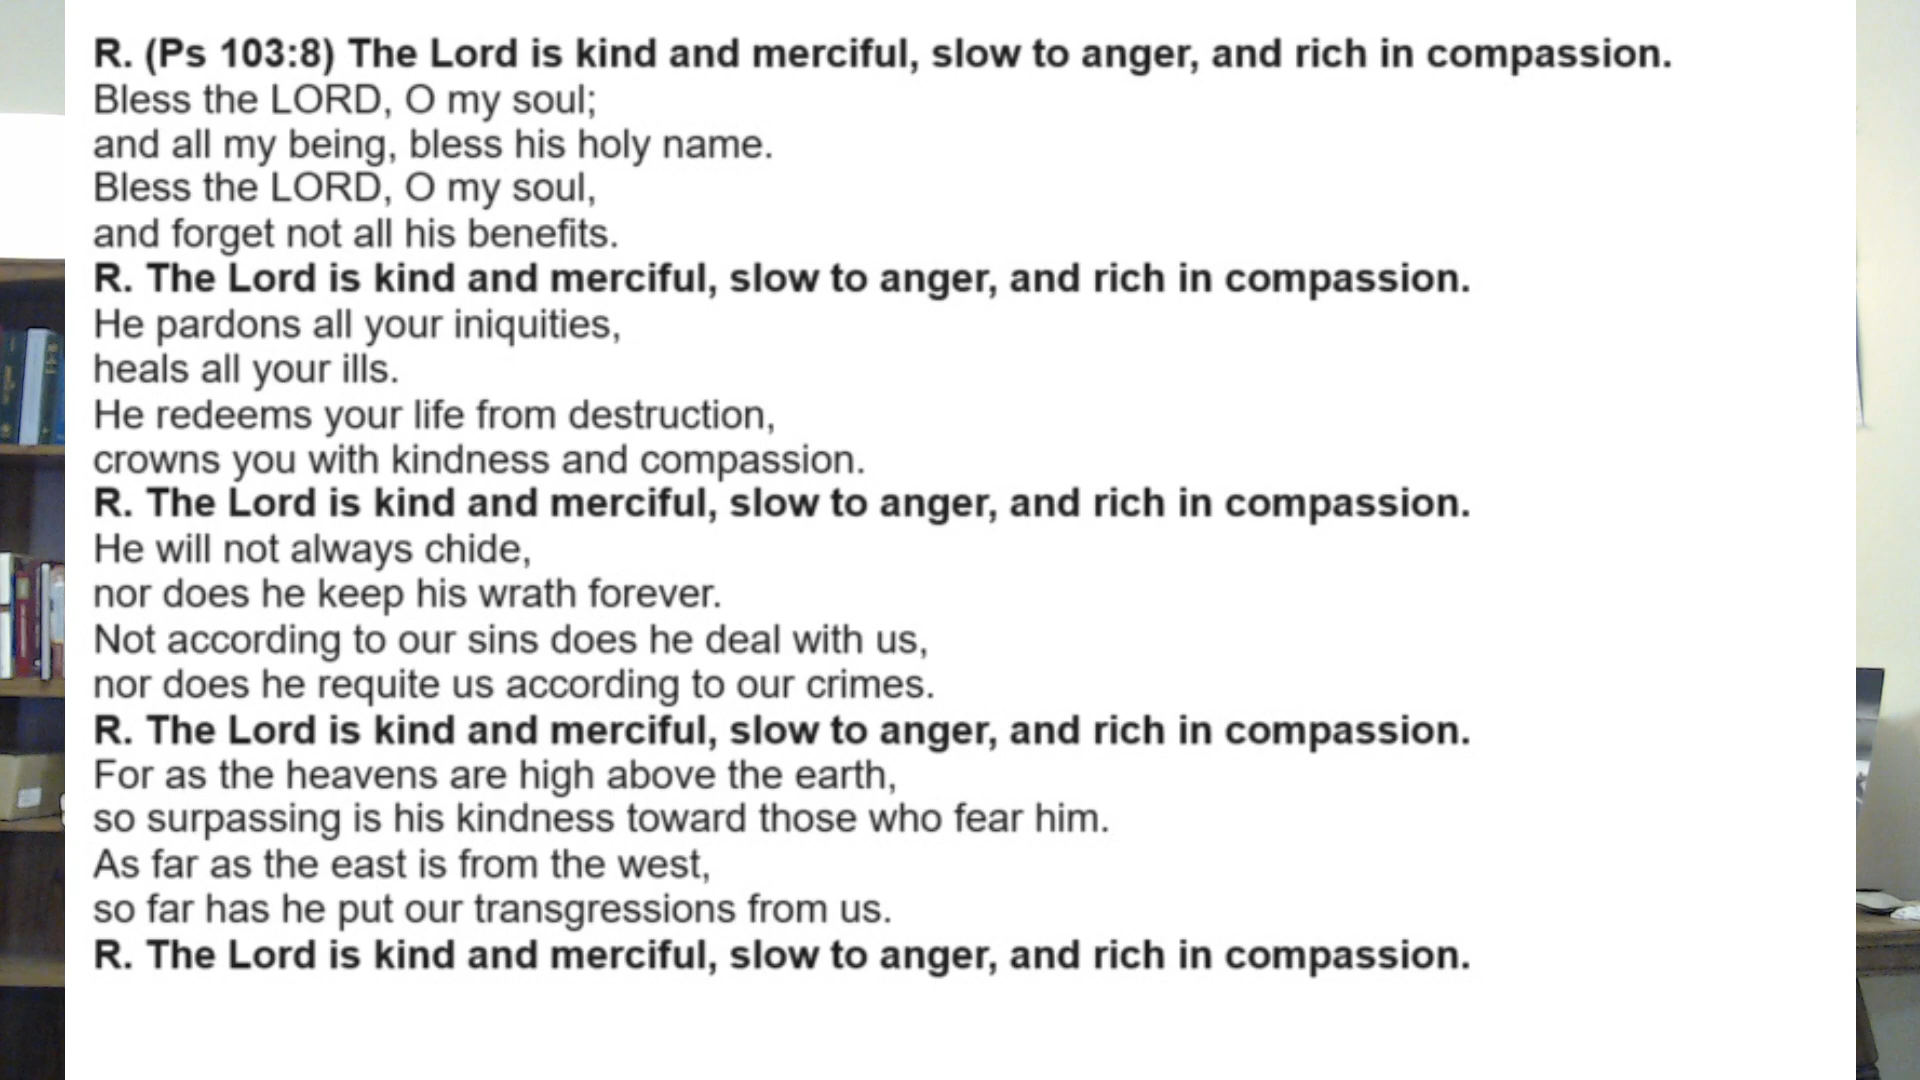 R. (Ps 103:8) The Lord is kind and merciful, slow to anger, and rich in compassion.
Bless the LORD, O my soul;
and all my being, bless his holy name.
Bless the LORD, O my soul,
and forget not all his benefits.
R. The Lord is kind and merciful, slow to anger, and rich in compassion.
He pardons all your iniquities,
heals all your ills.
He redeems your life from destruction,
crowns you with kindness and compassion.
R. The Lord is kind and merciful, slow to anger, and rich in compassion.
He will not always chide,
nor does he keep his wrath forever.
Not according to our sins does he deal with us,
nor does he requite us according to our crimes.
R. The Lord is kind and merciful, slow to anger, and rich in compassion.
For as the heavens are high above the earth,
so surpassing is his kindness toward those who fear him.
As far as the east is from the west,
so far has he put our transgressions from us.
R. The Lord is kind and merciful, slow to anger, and rich in compassion.